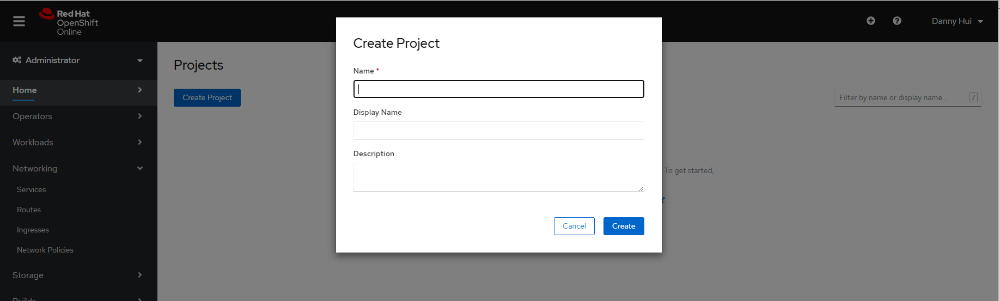 Red Hat
OpenShift
Online
Danny Hui
Administrator
Home
Operators
Workloads
Networking
Services
Routes
Ingresses
Network Policies
Storage
Builds
Projects
Create Project
Filter by name or display name...
/
To get started,
Create Project
Name *
Display Name
Description
Cancel
Create